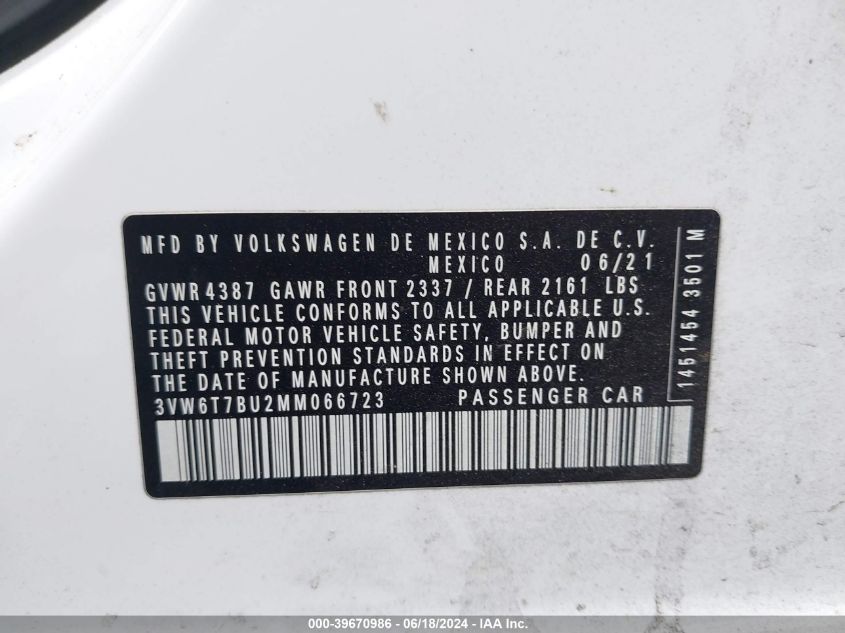 MFD BY VOLKSWAGEN DE MEXICO S.A. DE C.V.
MEXICO 06/21
GVWR 4387 GAWR FRONT 2337 / REAR 2161 LBS
THIS VEHICLE CONFORMS TO ALL APPLICABLE U.S.
FEDERAL MOTOR VEHICLE SAFETY, BUMPER AND
THEFT PREVENTION STANDARDS IN EFFECT ON
THE DATE OF MANUFACTURE SHOWN ABOVE.
3VW6T7BU2MM066723 PASSENGER CAR
1451454 3501 M
000-39670986 - 06/18/2024 - IAA Inc.